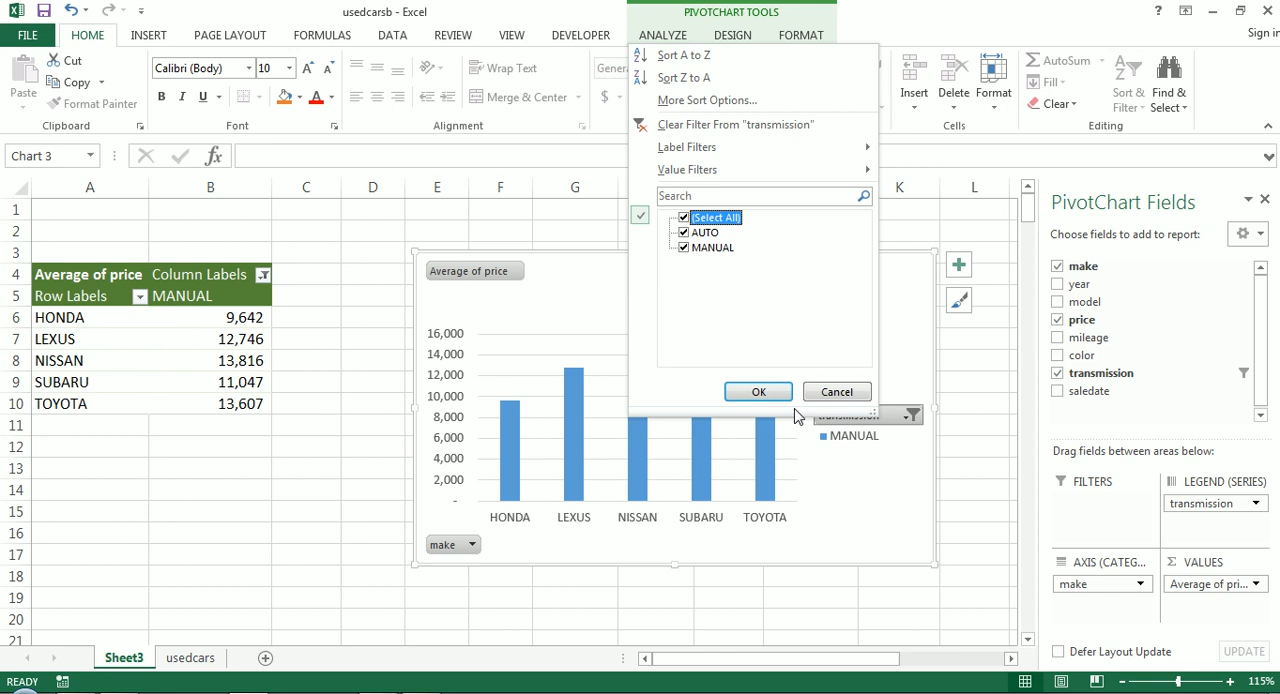 usedcarsb - Excel
PIVOTCHART TOOLS
?
FILE
HOME
INSERT
PAGE LAYOUT
FORMULAS
DATA
REVIEW
VIEW
DEVELOPER
ANALYZE
DESIGN
FORMAT
Sign in
Paste
Cut
Copy
Format Painter
Clipboard
Calibri (Body)
10
B I U
Font
Wrap Text
Merge & Center
Alignment
$
Insert
Delete
Format
Cells
AutoSum
Fill
Clear
Sort &
Filter
Find &
Select
Editing
Sort A to Z
Sort Z to A
More Sort Options...
Clear Filter From "transmission"
Label Filters
Value Filters
Search
(Select All)
AUTO
MANUAL
OK
Cancel
Chart 3
fx
A B C D E F G K L
1
2
3
4 Average of price Column Labels
5 Row Labels MANUAL
6 HONDA 9,642
7 LEXUS 12,746
8 NISSAN 13,816
9 SUBARU 11,047
10 TOYOTA 13,607
11
12
13
14
15
16
17
18
19
20
21
Average of price
16,000
14,000
12,000
10,000
8,000
6,000
4,000
2,000
-
HONDA LEXUS NISSAN SUBARU TOYOTA
make
transmission
MANUAL
PivotChart Fields
Choose fields to add to report:
make
year
model
price
mileage
color
transmission
saledate
Drag fields between areas below:
FILTERS
LEGEND (SERIES)
transmission
AXIS (CATEG...
make
VALUES
Average of pri...
Defer Layout Update
UPDATE
Sheet3
usedcars
READY
115%